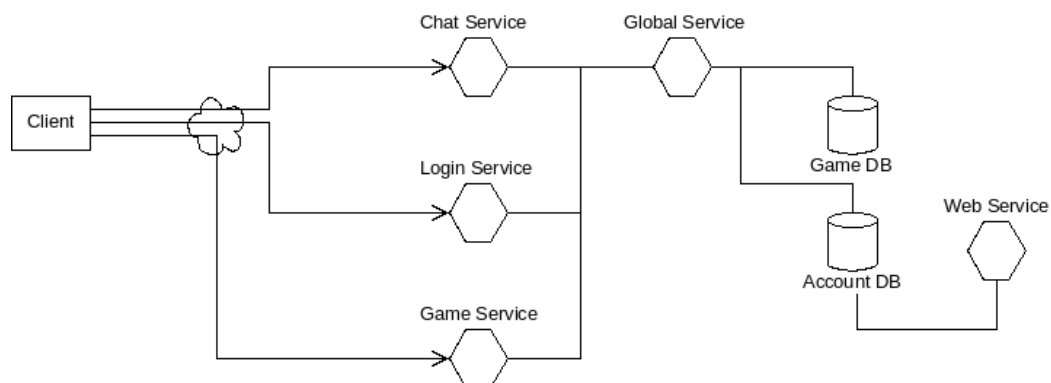 Chat Service
Global Service
Client
Game DB
Login Service
Web Service
Account DB
Game Service